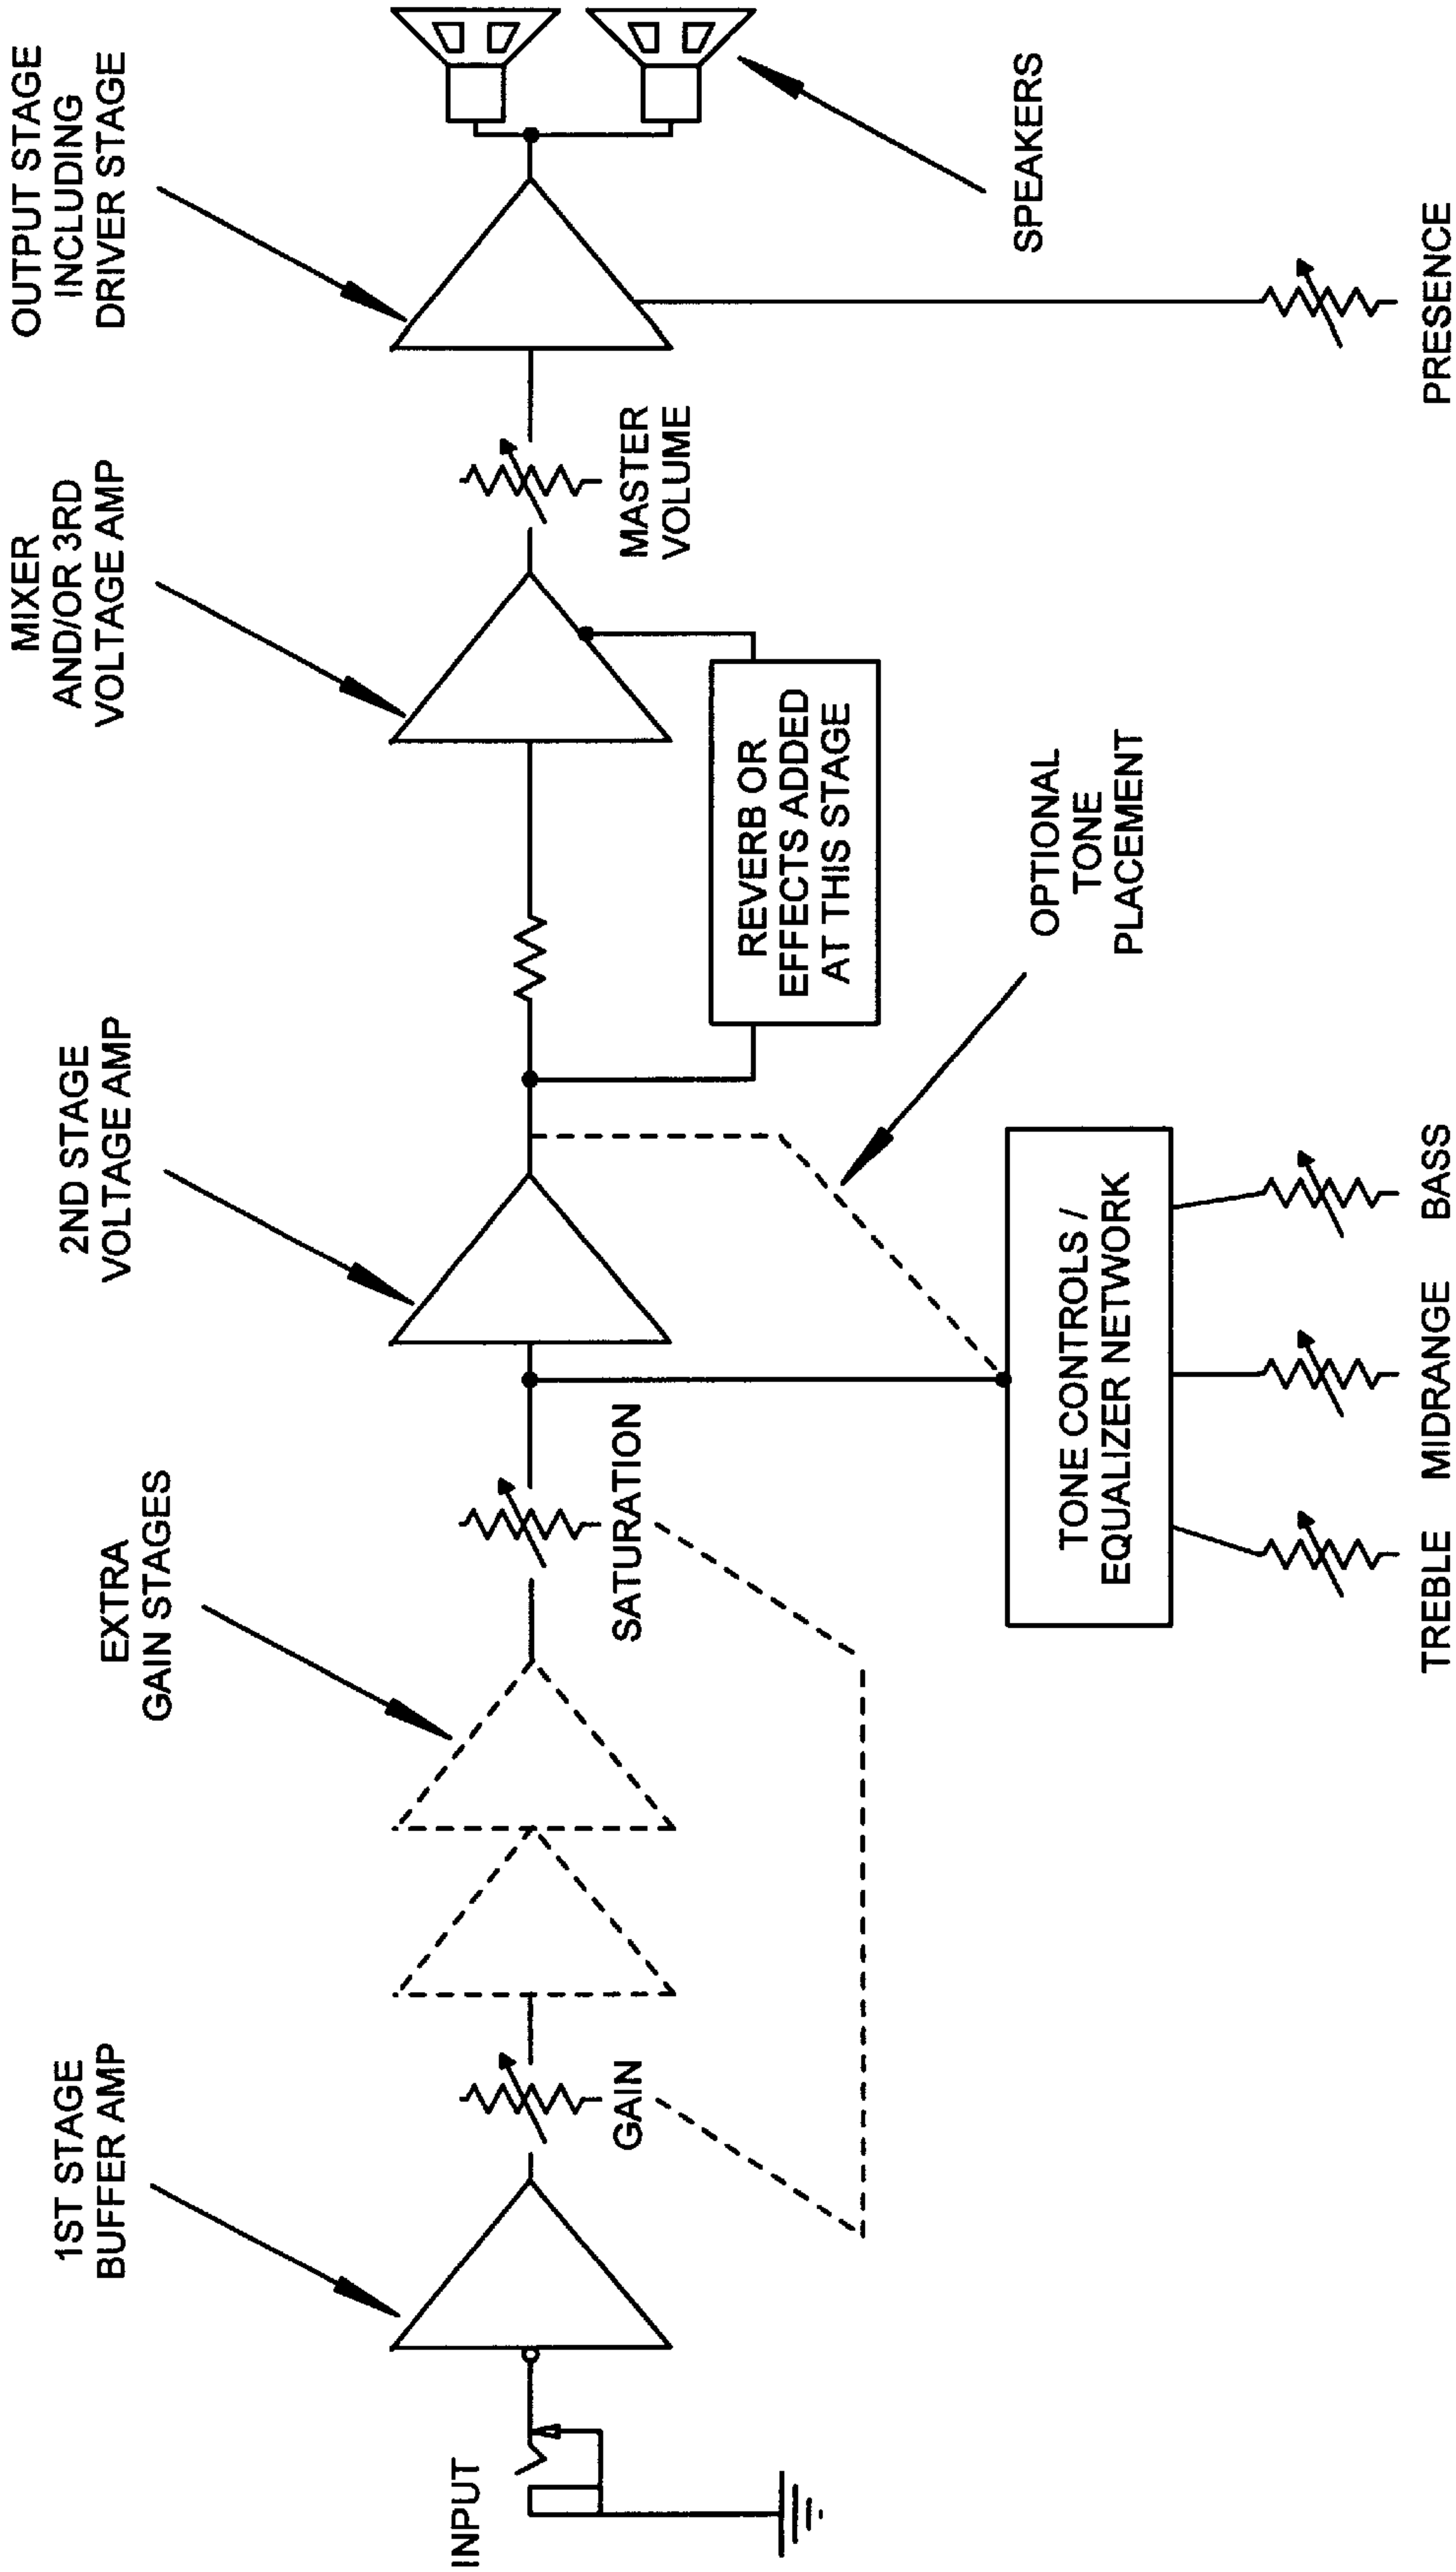 1ST STAGE
BUFFER AMP
EXTRA
GAIN STAGES
2ND STAGE
VOLTAGE AMP
MIXER
AND/OR 3RD
VOLTAGE AMP
OUTPUT STAGE
INCLUDING
DRIVER STAGE
INPUT
GAIN
SATURATION
MASTER
VOLUME
REVERB OR
EFFECTS ADDED
AT THIS STAGE
SPEAKERS
OPTIONAL
TONE
PLACEMENT
TONE CONTROLS /
EQUALIZER NETWORK
TREBLE
MIDRANGE
BASS
PRESENCE